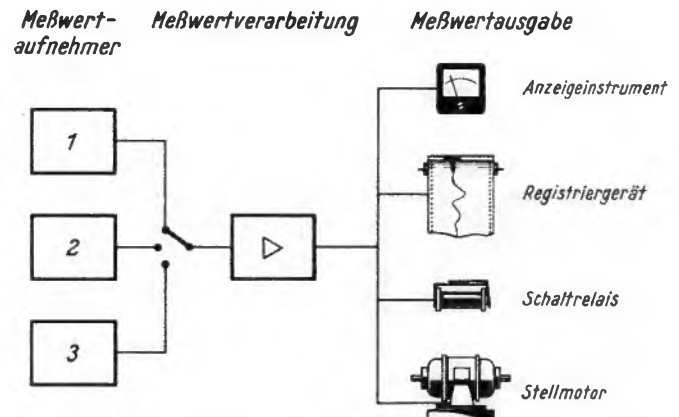 Meßwert-
aufnehmer
Meßwertverarbeitung
Meßwertausgabe
Anzeigeinstrument
1
Registriergerät
2
Schaltrelais
3
Stellmotor